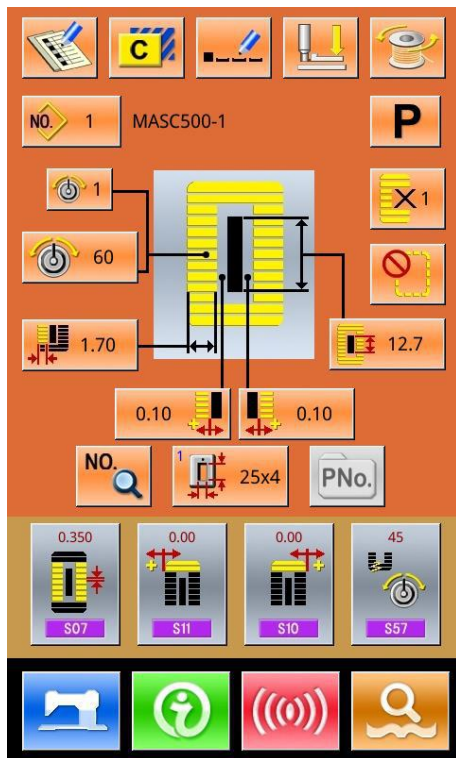 C
NO. 1 MASC500-1 P
1
1
60
1.70
12.7
0.10
0.10
NO.
1 25x4
PNo.
0.350 0.00 0.00 45
S07 S11 S10 S57